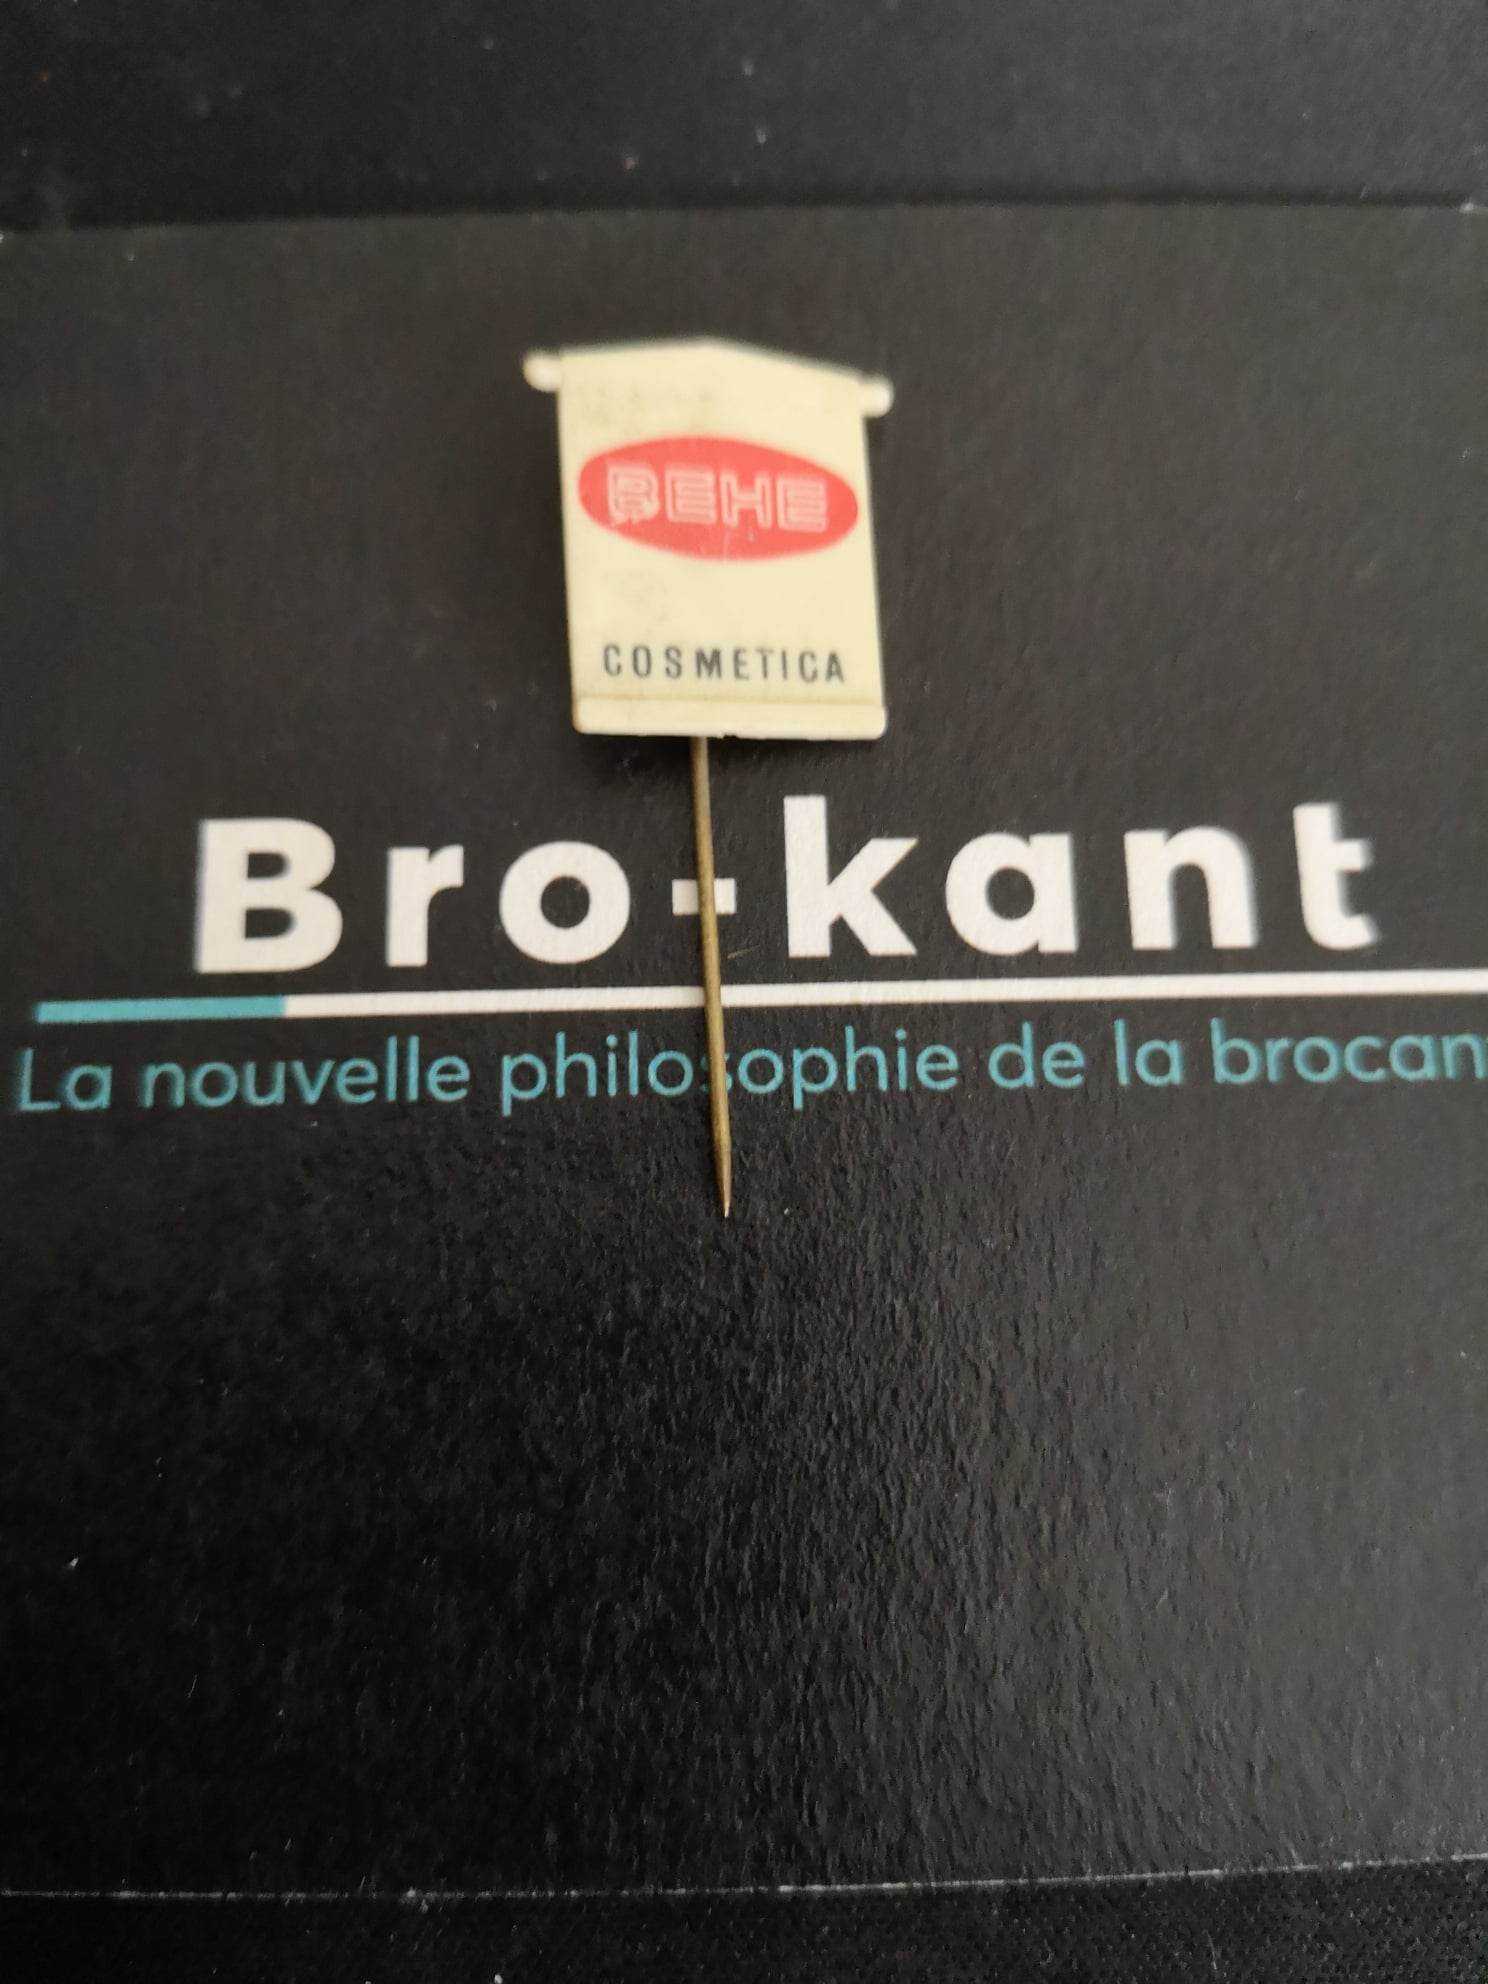 BEHE
COSMETICA
Bro-kant
La nouvelle philosophie de la brocan